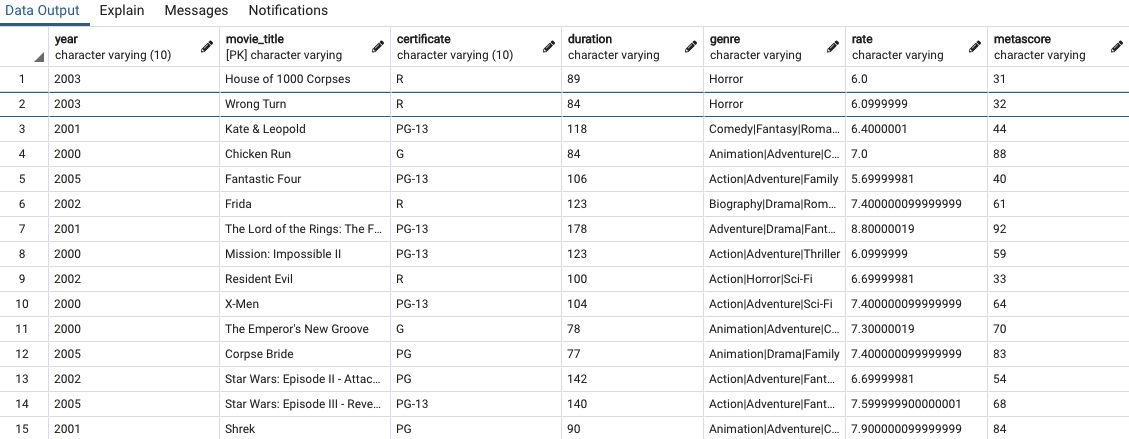 Data Output Explain Messages Notifications
year movie_title certificate duration genre rate metascore
character varying (10) [PK] character varying character varying (10) character varying character varying character varying character varying
1 2003 House of 1000 Corpses R 89 Horror 6.0 31
2 2003 Wrong Turn R 84 Horror 6.0999999 32
3 2001 Kate & Leopold PG-13 118 Comedy|Fantasy|Roma... 6.4000001 44
4 2000 Chicken Run G 84 Animation|Adventure|C... 7.0 88
5 2005 Fantastic Four PG-13 106 Action|Adventure|Family 5.69999981 40
6 2002 Frida R 123 Biography|Drama|Rom... 7.400000099999999 61
7 2001 The Lord of the Rings: The F... PG-13 178 Adventure|Drama|Fant... 8.80000019 92
8 2000 Mission: Impossible II PG-13 123 Action|Adventure|Thriller 6.0999999 59
9 2002 Resident Evil R 100 Action|Horror|Sci-Fi 6.69999981 33
10 2000 X-Men PG-13 104 Action|Adventure|Sci-Fi 7.400000099999999 64
11 2000 The Emperor's New Groove G 78 Animation|Adventure|C... 7.30000019 70
12 2005 Corpse Bride PG 77 Animation|Drama|Family 7.400000099999999 83
13 2002 Star Wars: Episode II - Attac... PG 142 Action|Adventure|Fant... 6.69999981 54
14 2005 Star Wars: Episode III - Reve... PG-13 140 Action|Adventure|Fant... 7.599999900000001 68
15 2001 Shrek PG 90 Animation|Adventure|C... 7.900000099999999 84